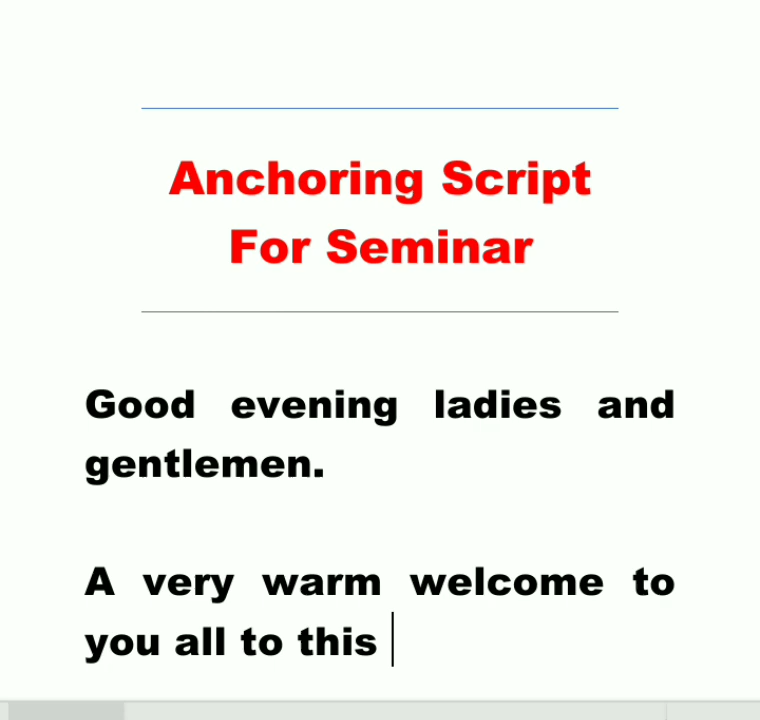 Anchoring Script
For Seminar
Good evening ladies and
gentlemen.
A very warm welcome to
you all to this